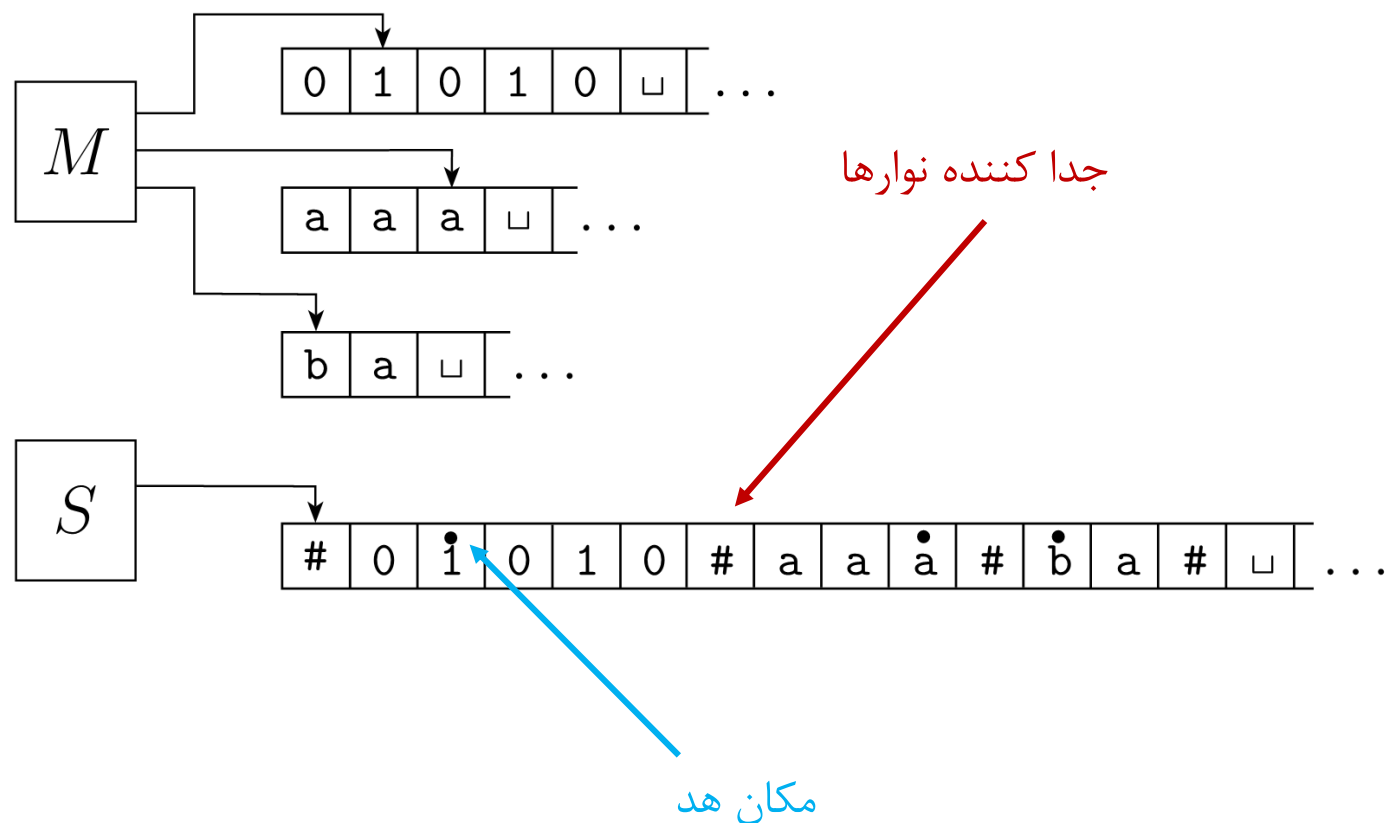 M
0 1 0 1 0 ␣ ...
جدا کننده نوارها
a a a ␣ ...
b a ␣ ...
S
# 0 1̇ 0 1 0 # a a ȧ # ḃ a # ␣ ...
مکان هد